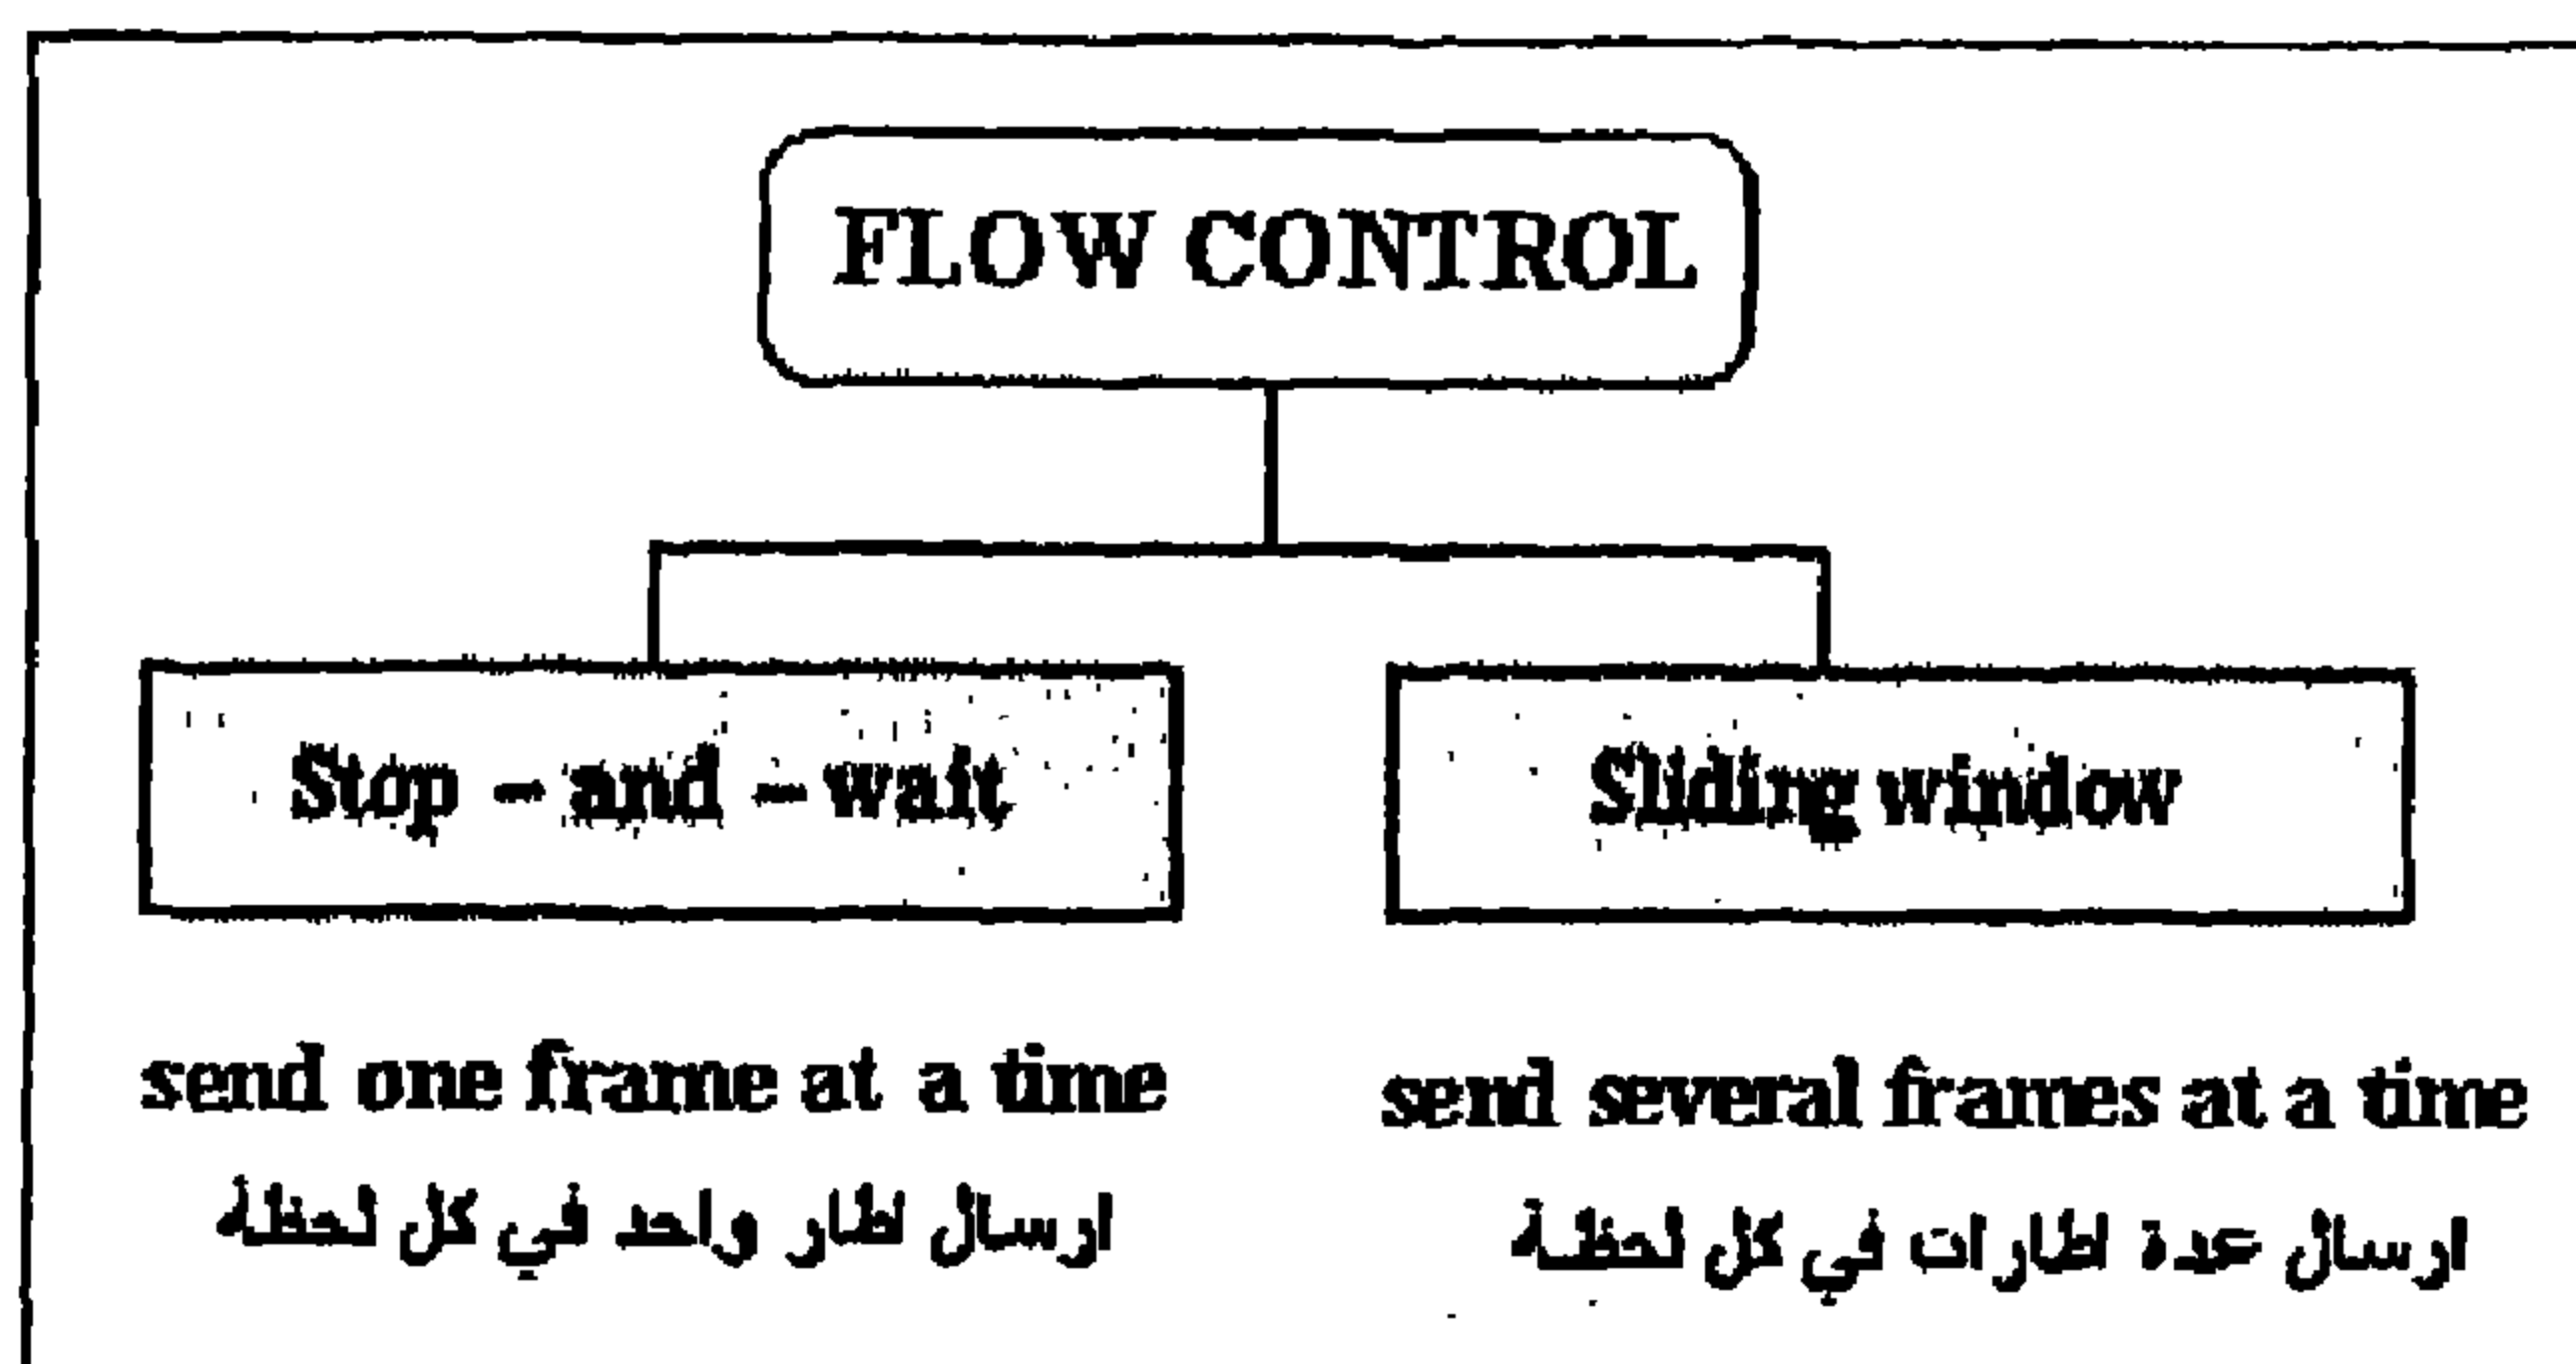 FLOW CONTROL
Stop – and – wait
Sliding window
send one frame at a time
ارسال اطار واحد في كل لحظة
send several frames at a time
ارسال عدة اطارات في كل لحظة